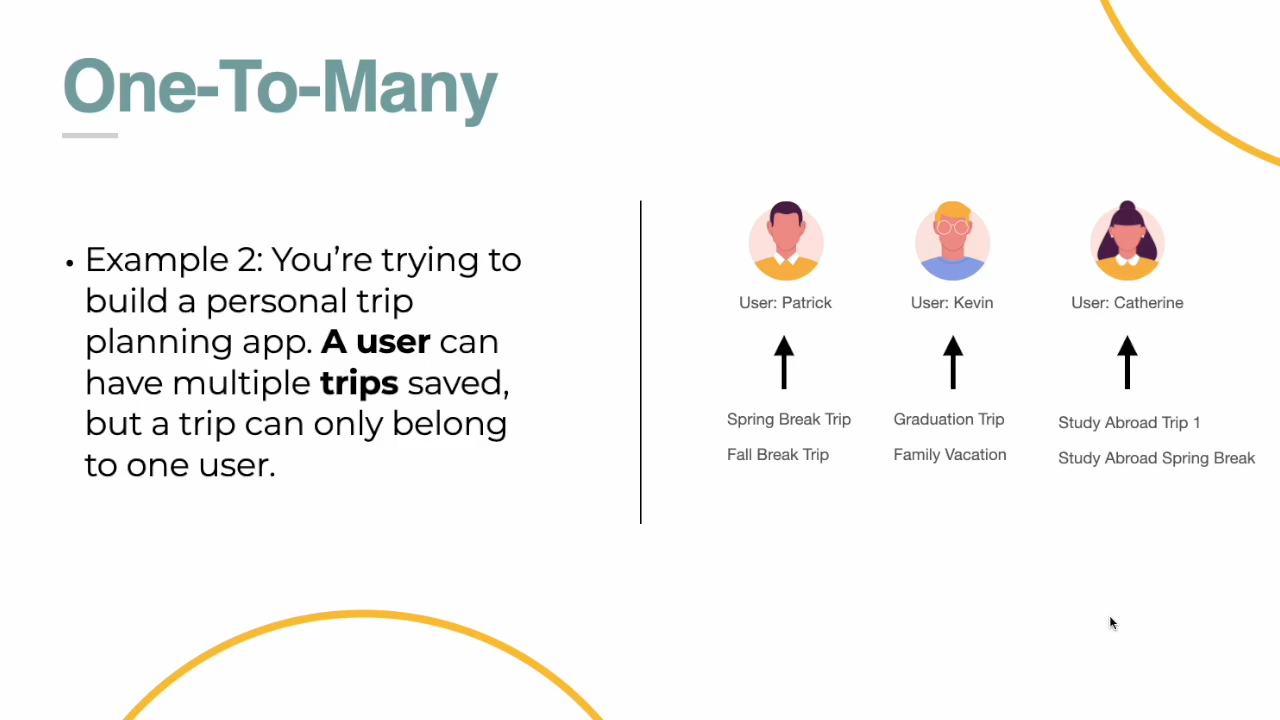 One-To-Many
• Example 2: You’re trying to
build a personal trip
planning app. A user can
have multiple trips saved,
but a trip can only belong
to one user.
User: Patrick
Spring Break Trip
Fall Break Trip
User: Kevin
Graduation Trip
Family Vacation
User: Catherine
Study Abroad Trip 1
Study Abroad Spring Break